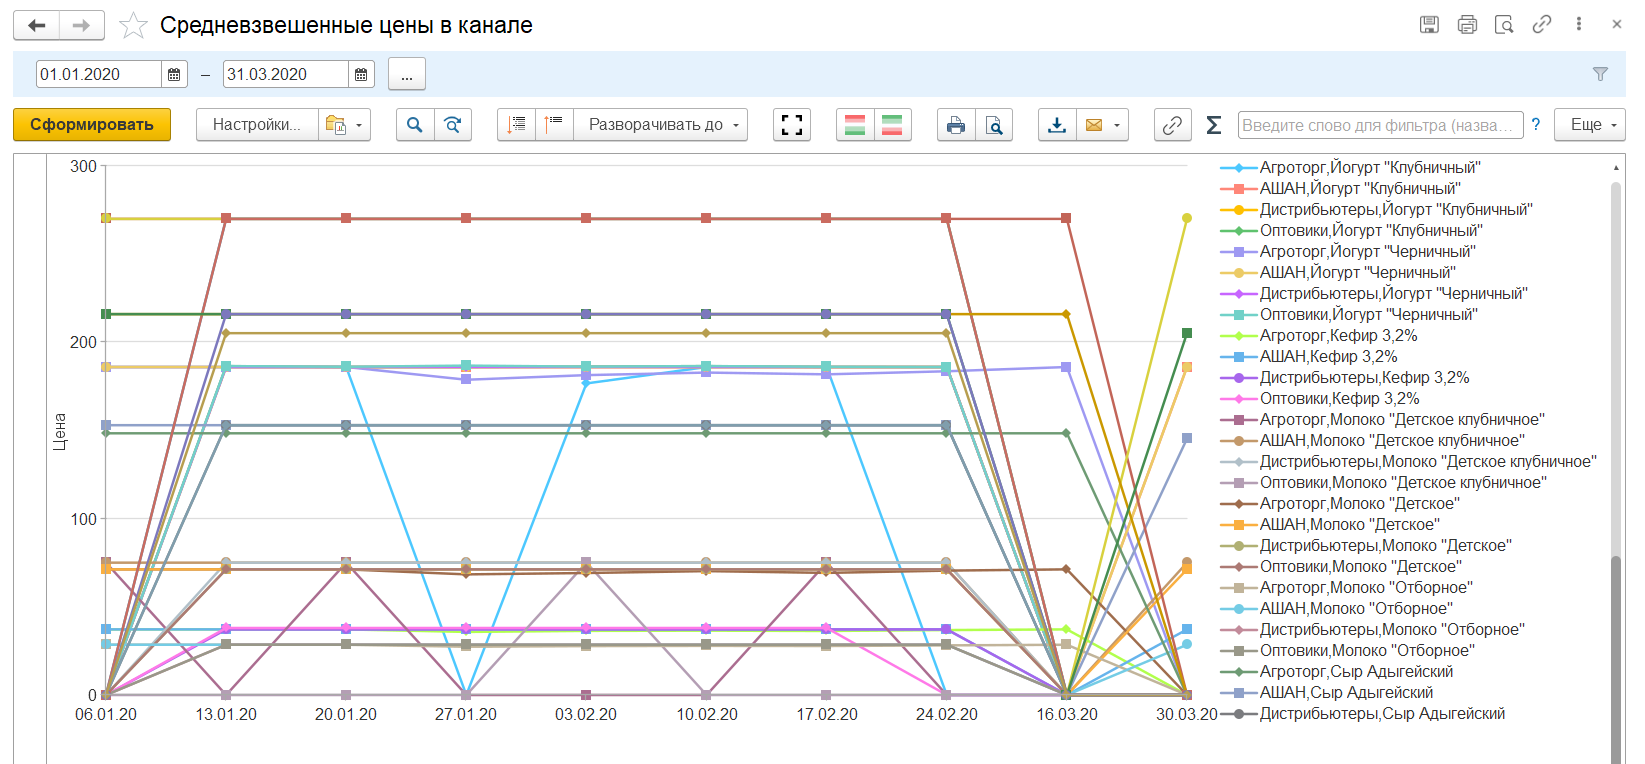 Средневзвешенные цены в канале
01.01.2020 – 31.03.2020 ...
Сформировать Настройки... Разворачивать до Σ Введите слово для фильтра (назва... ? Еще
300
200
100
0
Цена
06.01.20 13.01.20 20.01.20 27.01.20 03.02.20 10.02.20 17.02.20 24.02.20 16.03.20 30.03.20
Агроторг,Йогурт "Клубничный"
АШАН,Йогурт "Клубничный"
Дистрибьютеры,Йогурт "Клубничный"
Оптовики,Йогурт "Клубничный"
Агроторг,Йогурт "Черничный"
АШАН,Йогурт "Черничный"
Дистрибьютеры,Йогурт "Черничный"
Оптовики,Йогурт "Черничный"
Агроторг,Кефир 3,2%
АШАН,Кефир 3,2%
Дистрибьютеры,Кефир 3,2%
Оптовики,Кефир 3,2%
Агроторг,Молоко "Детское клубничное"
АШАН,Молоко "Детское клубничное"
Дистрибьютеры,Молоко "Детское клубничное"
Оптовики,Молоко "Детское клубничное"
Агроторг,Молоко "Детское"
АШАН,Молоко "Детское"
Дистрибьютеры,Молоко "Детское"
Оптовики,Молоко "Детское"
Агроторг,Молоко "Отборное"
АШАН,Молоко "Отборное"
Дистрибьютеры,Молоко "Отборное"
Оптовики,Молоко "Отборное"
Агроторг,Сыр Адыгейский
АШАН,Сыр Адыгейский
Дистрибьютеры,Сыр Адыгейский